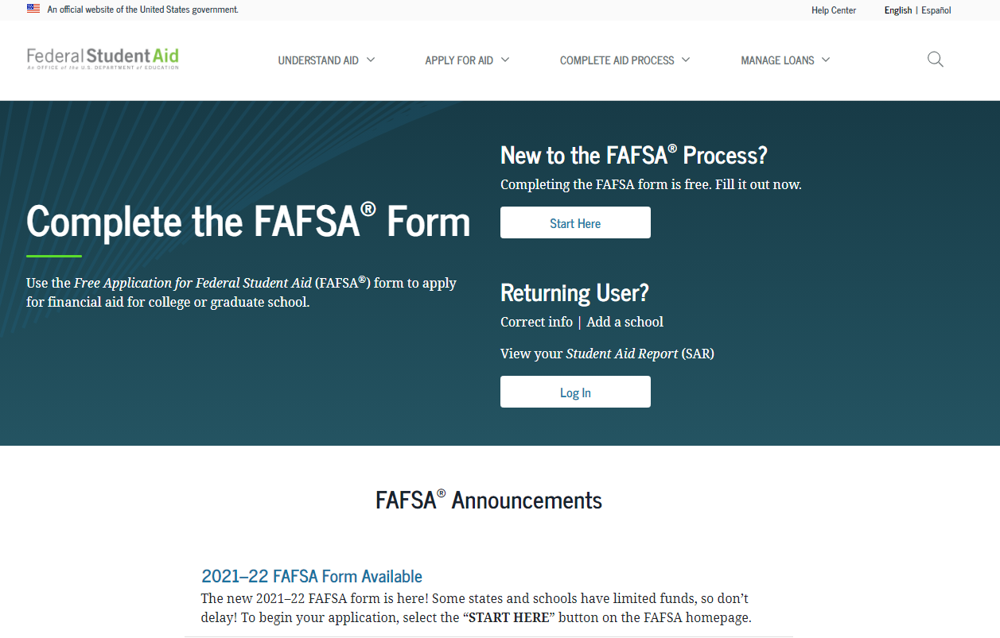 An official website of the United States government.
Help Center
English | Español
Federal Student Aid
An OFFICE of the U.S. DEPARTMENT of EDUCATION
UNDERSTAND AID
APPLY FOR AID
COMPLETE AID PROCESS
MANAGE LOANS
Complete the FAFSA® Form
Use the Free Application for Federal Student Aid (FAFSA®) form to apply
for financial aid for college or graduate school.
New to the FAFSA® Process?
Completing the FAFSA form is free. Fill it out now.
Start Here
Returning User?
Correct info | Add a school
View your Student Aid Report (SAR)
Log In
FAFSA® Announcements
2021–22 FAFSA Form Available
The new 2021–22 FAFSA form is here! Some states and schools have limited funds, so don’t
delay! To begin your application, select the “START HERE” button on the FAFSA homepage.